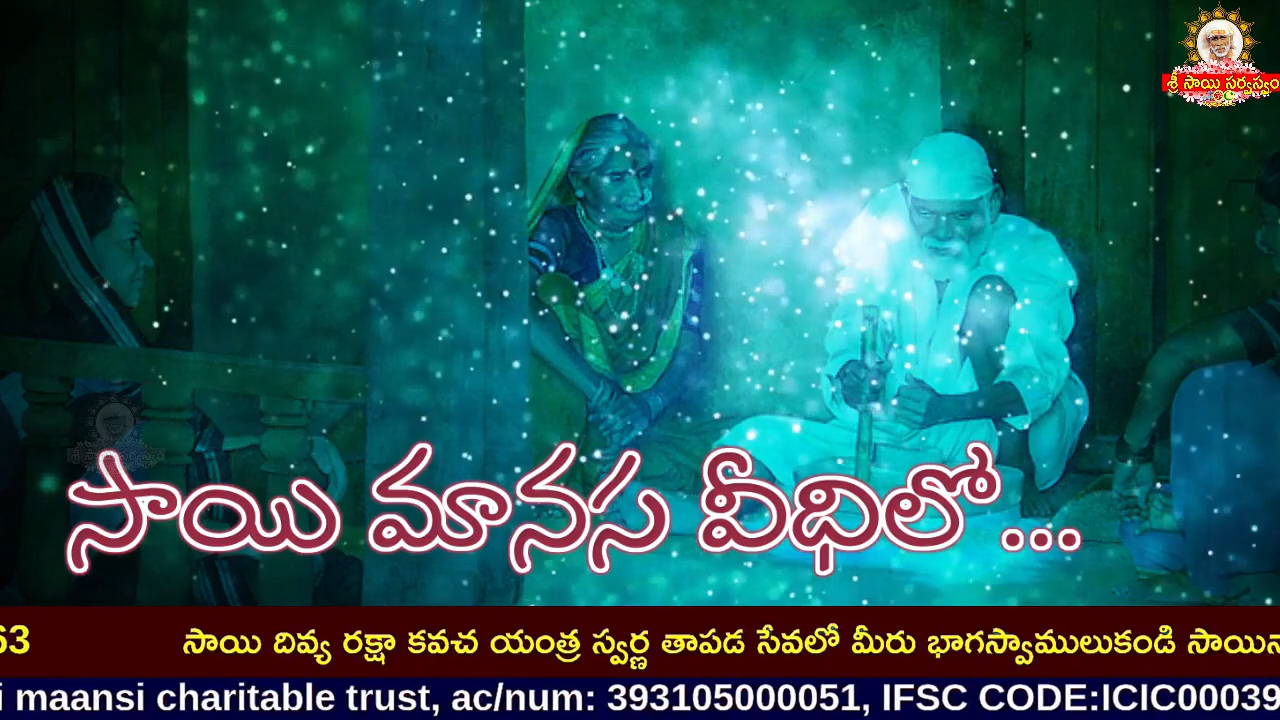 శ్రీ సాయి సర్వస్వం
సాయి మానస వీధిలో...
63 సాయి దివ్య రక్షా కవచ యంత్ర స్వర్ణ తాపడ సేవలో మీరు భాగస్వాములుకండి
i maansi charitable trust, ac/num: 393105000051, IFSC CODE:ICIC00039